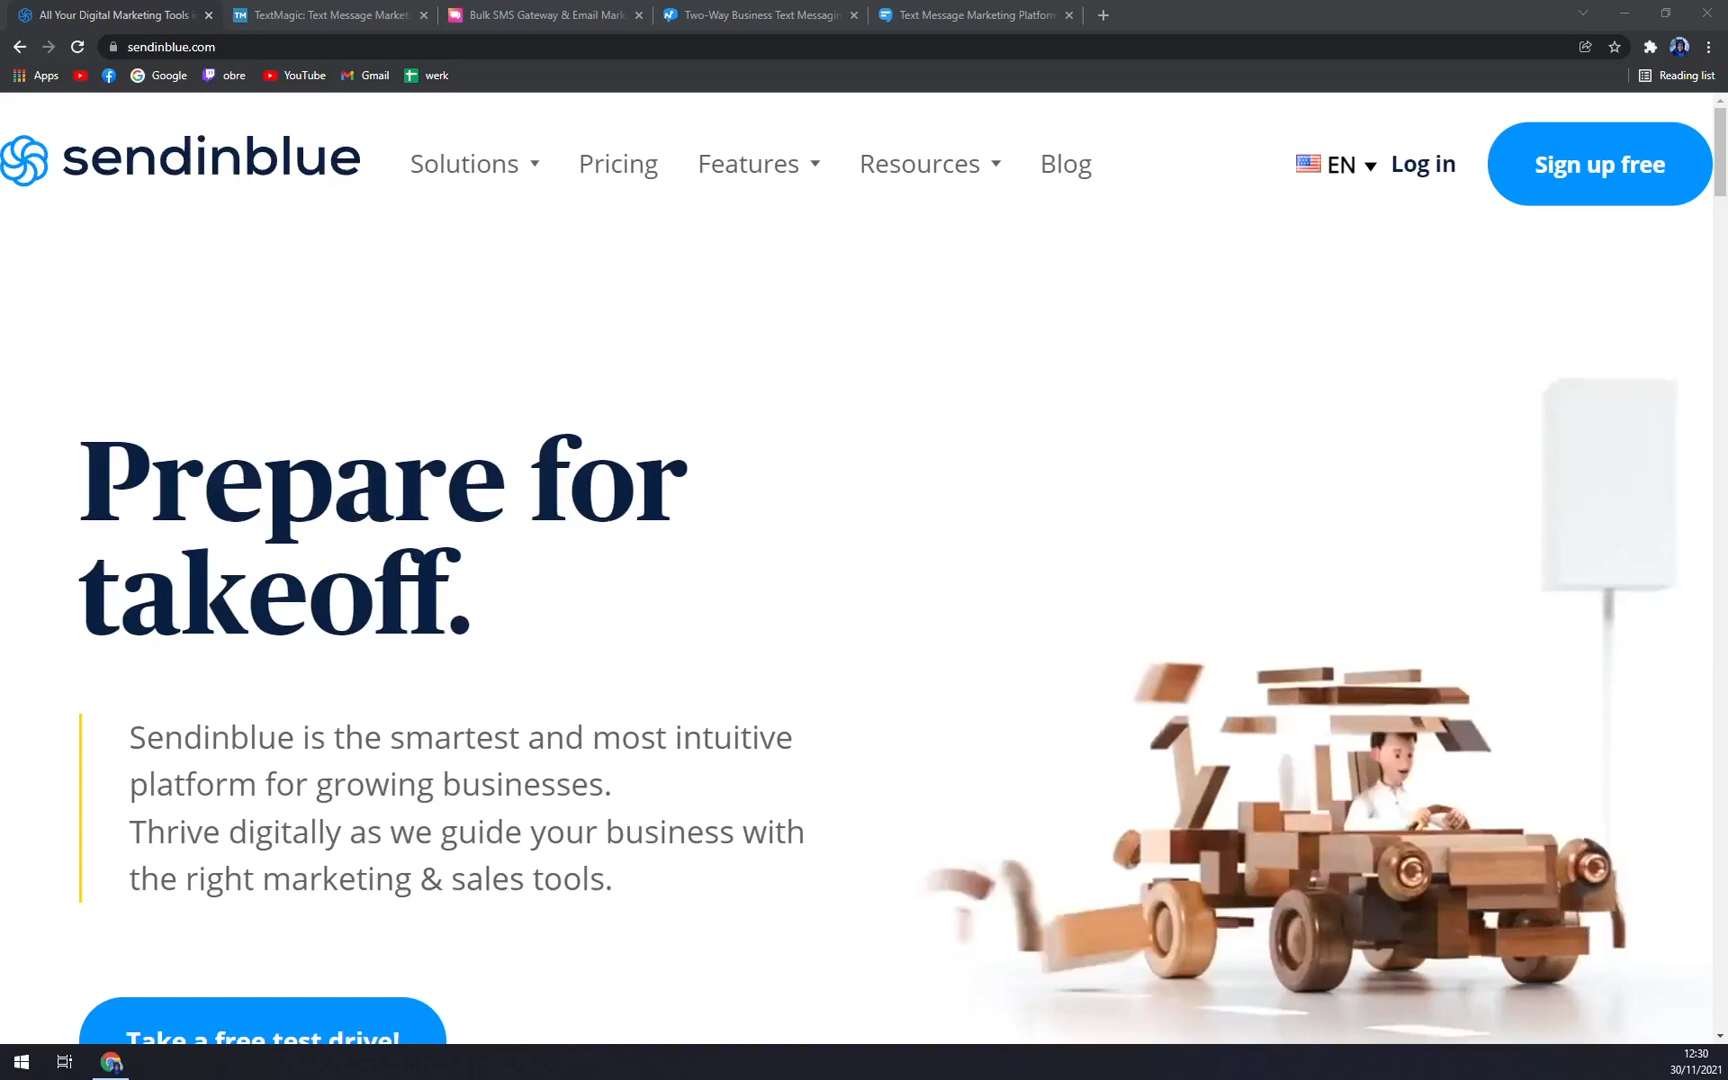 All Your Digital Marketing Tools i
TextMagic: Text Message Market
Bulk SMS Gateway & Email Mark
Two-Way Business Text Messagin
Text Message Marketing Platform
sendinblue.com
Apps
Google
obre
YouTube
Gmail
werk
Reading list
sendinblue
Solutions
Pricing
Features
Resources
Blog
EN
Log in
Sign up free
Prepare for
takeoff.
Sendinblue is the smartest and most intuitive
platform for growing businesses.
Thrive digitally as we guide your business with
the right marketing & sales tools.
Take a free test drive!
12:30
30/11/2021